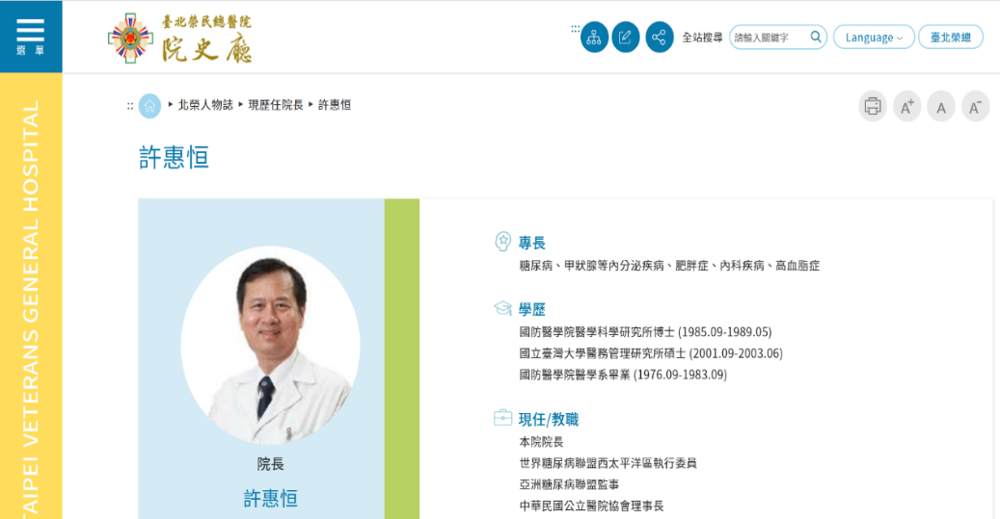 選 單
臺北榮民總醫院
院史廳
:::
全站搜尋
請輸入關鍵字
Language
臺北榮總
TAIPEI VETERANS GENERAL HOSPITAL
:: ▸ 北榮人物誌 ▸ 現歷任院長 ▸ 許惠恒
A+ A A-
許惠恒
院長
許惠恒
專長
糖尿病、甲狀腺等內分泌疾病、肥胖症、內科疾病、高血脂症
學歷
國防醫學院醫學科學研究所博士 (1985.09-1989.05)
國立臺灣大學醫務管理研究所碩士 (2001.09-2003.06)
國防醫學院醫學系畢業 (1976.09-1983.09)
現任/教職
本院院長
世界糖尿病聯盟西太平洋區執行委員
亞洲糖尿病聯盟監事
中華民國公立醫院協會理事長